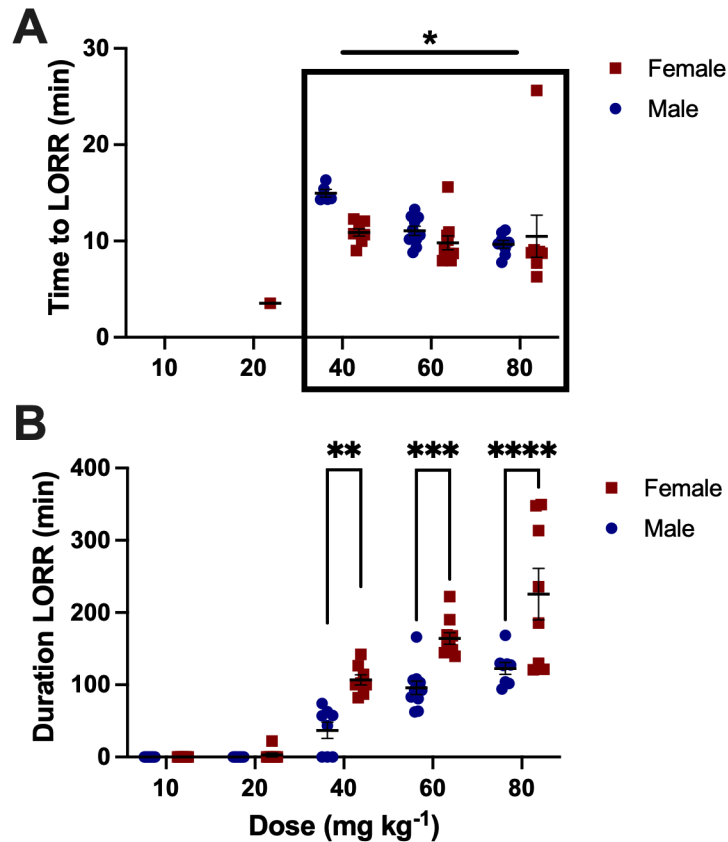 A
*
30
20
10
0
Time to LORR (min)
10 20 40 60 80
Female
Male
B
** *** ****
400
300
200
100
0
Duration LORR (min)
10 20 40 60 80
Dose (mg kg⁻¹)
Female
Male